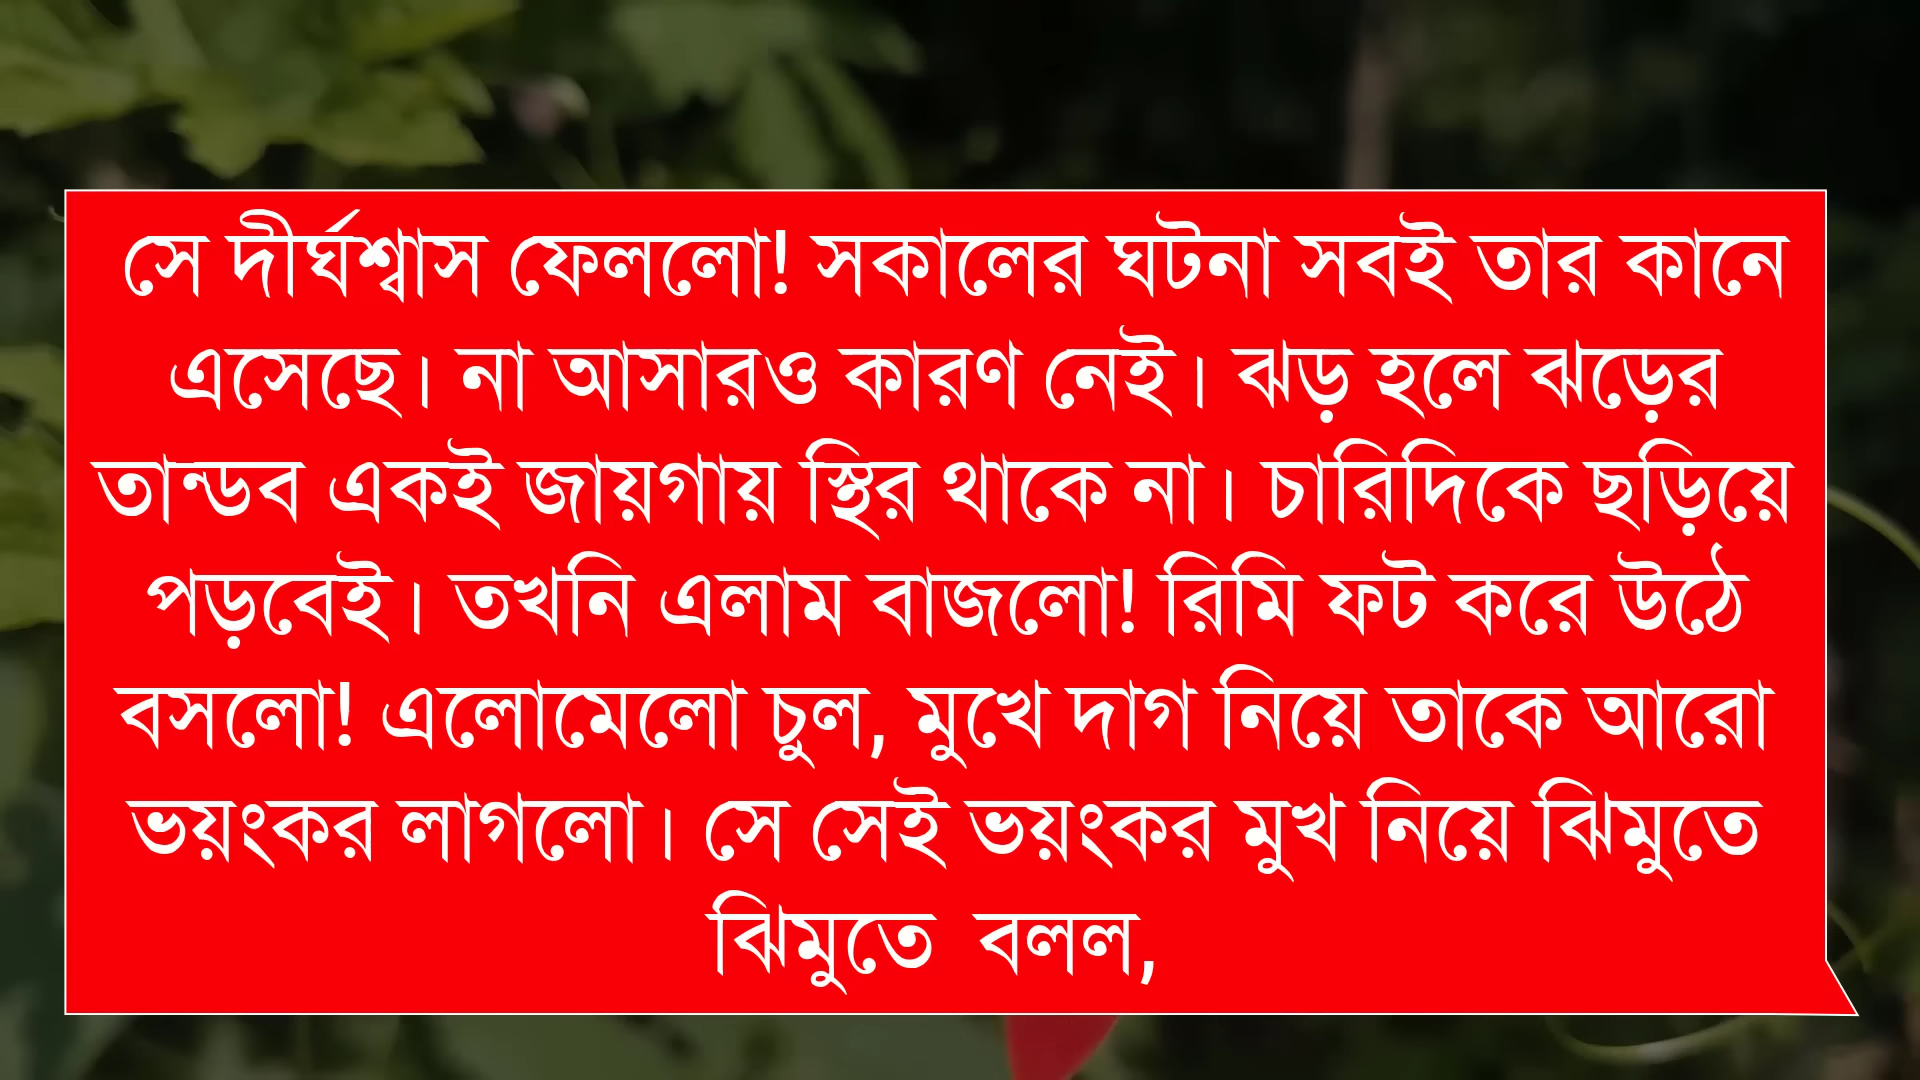 সে দীর্ঘশ্বাস ফেললো! সকালের ঘটনা সবই তার কানে
এসেছে। না আসারও কারণ নেই। ঝড় হলে ঝড়ের
তান্ডব একই জায়গায় স্থির থাকে না। চারিদিকে ছড়িয়ে
পড়বেই। তখনি এলাম বাজলো! রিমি ফট করে উঠে
বসলো! এলোমেলো চুল, মুখে দাগ নিয়ে তাকে আরো
ভয়ংকর লাগলো। সে সেই ভয়ংকর মুখ নিয়ে ঝিমুতে
ঝিমুতে বলল,